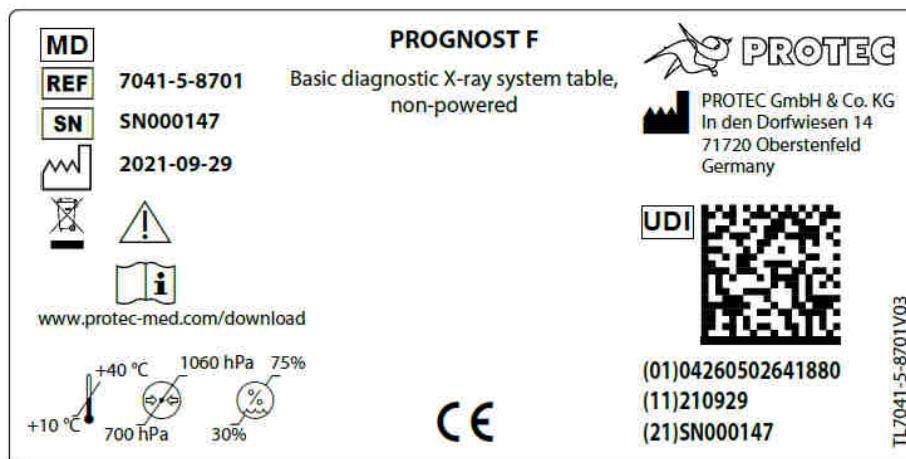 MD
REF 7041-5-8701
SN SN000147
2021-09-29
www.protec-med.com/download
+40 °C
+10 °C
1060 hPa
700 hPa
75%
%
30%
PROGNOST F
Basic diagnostic X-ray system table,
non-powered
CE
PROTEC
PROTEC GmbH & Co. KG
In den Dorfwiesen 14
71720 Oberstenfeld
Germany
UDI
(01)04260502641880
(11)210929
(21)SN000147
TL7041-5-8701V03